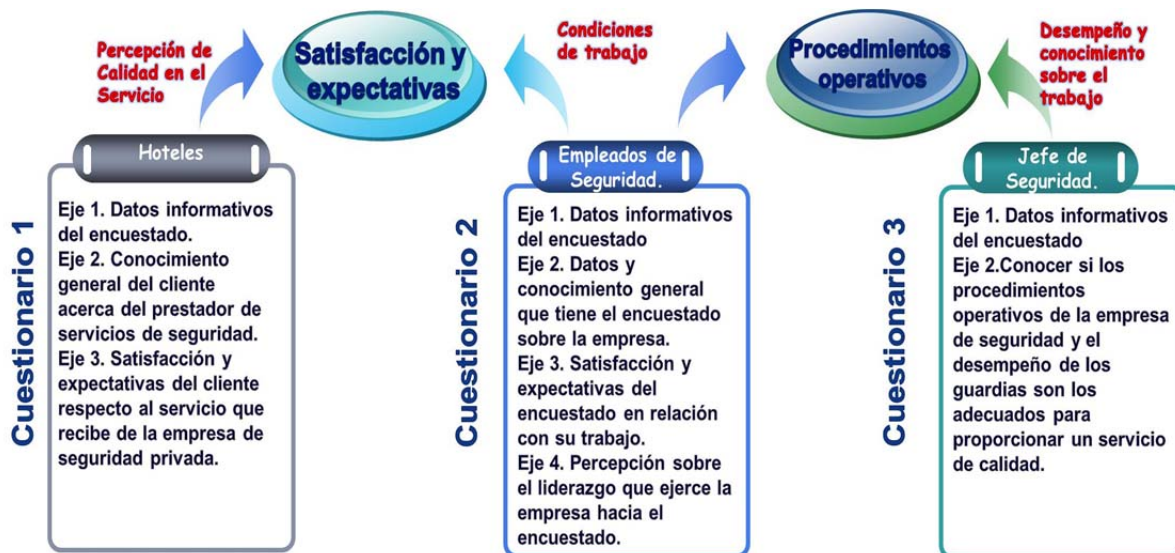 Percepción de
Calidad en el
Servicio
Satisfacción y
expectativas
Condiciones
de trabajo
Procedimientos
operativos
Desempeño y
conocimiento
sobre el
trabajo
Cuestionario 1
Hoteles
Eje 1. Datos informativos
del encuestado.
Eje 2. Conocimiento
general del cliente
acerca del prestador de
servicios de seguridad.
Eje 3. Satisfacción y
expectativas del cliente
respecto al servicio que
recibe de la empresa de
seguridad privada.
Cuestionario 2
Empleados de
Seguridad.
Eje 1. Datos informativos
del encuestado
Eje 2. Datos y
conocimiento general
que tiene el encuestado
sobre la empresa.
Eje 3. Satisfacción y
expectativas del
encuestado en relación
con su trabajo.
Eje 4. Percepción sobre
el liderazgo que ejerce la
empresa hacia el
encuestado.
Cuestionario 3
Jefe de
Seguridad.
Eje 1. Datos informativos
del encuestado
Eje 2.Conocer si los
procedimientos
operativos de la empresa
de seguridad y el
desempeño de los
guardias son los
adecuados para
proporcionar un servicio
de calidad.